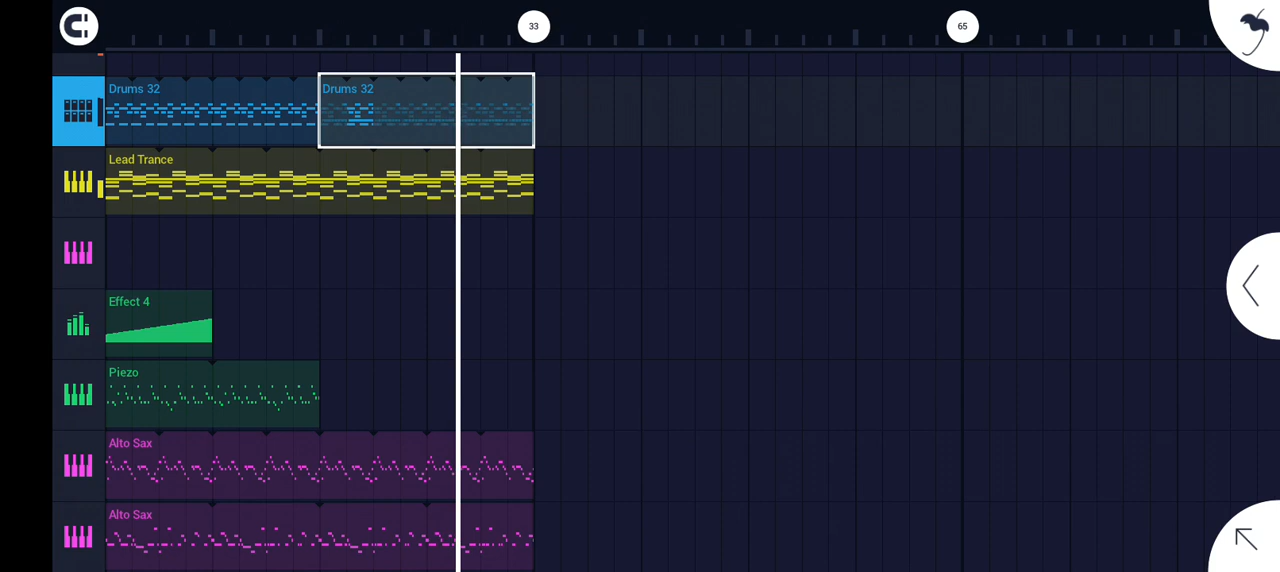 33
65
Drums 32
Drums 32
Lead Trance
Effect 4
Piezo
Alto Sax
Alto Sax